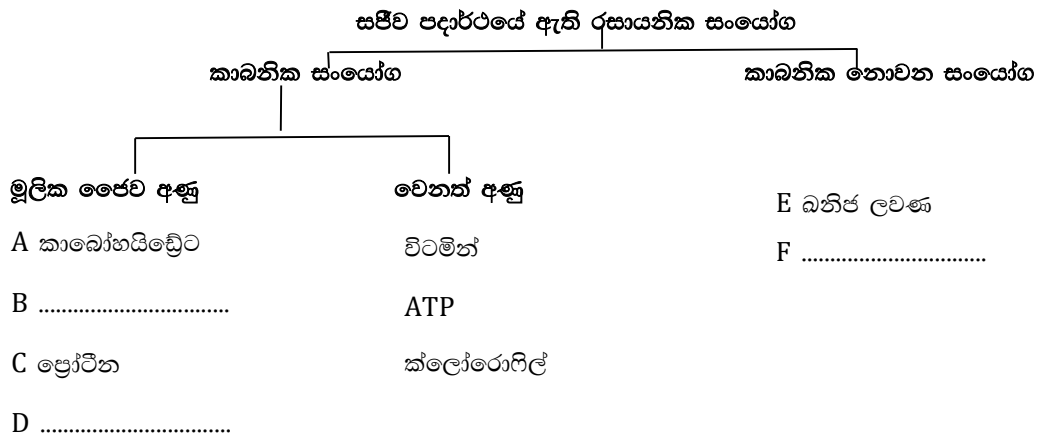 සජීව පදාර්ථයේ ඇති රසායනික සංයෝග
කාබනික සංයෝග
කාබනික නොවන සංයෝග
මූලික ජෛව අණු
A කාබෝහයිඩ්‍රේට
B .................................
C ප්‍රෝටීන
D .................................
වෙනත් අණු
විටමින්
ATP
ක්ලෝරොෆිල්
E ඛනිජ ලවණ
F ................................